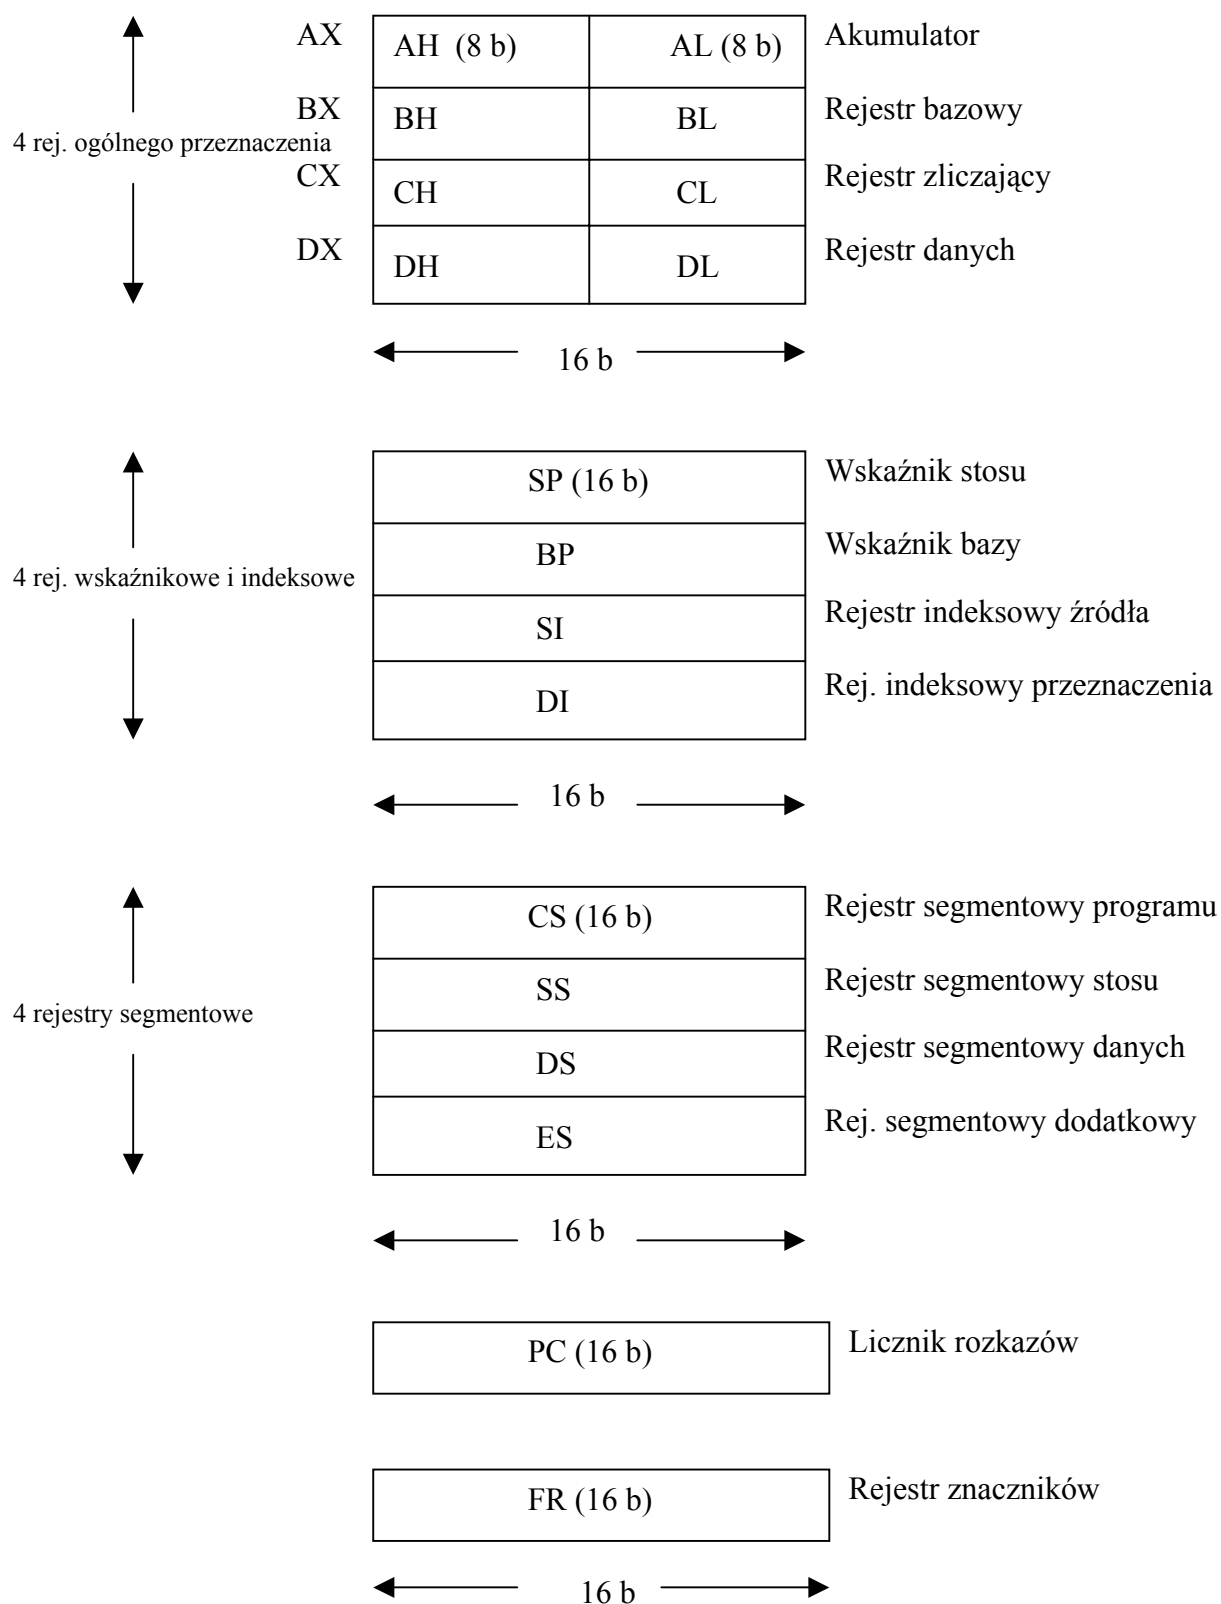 AX AH (8 b) AL (8 b) Akumulator
BX BH BL Rejestr bazowy
4 rej. ogólnego przeznaczenia
CX CH CL Rejestr zliczający
DX DH DL Rejestr danych
16 b
SP (16 b) Wskaźnik stosu
BP Wskaźnik bazy
4 rej. wskaźnikowe i indeksowe
SI Rejestr indeksowy źródła
DI Rej. indeksowy przeznaczenia
16 b
CS (16 b) Rejestr segmentowy programu
SS Rejestr segmentowy stosu
4 rejestry segmentowe
DS Rejestr segmentowy danych
ES Rej. segmentowy dodatkowy
16 b
PC (16 b) Licznik rozkazów
FR (16 b) Rejestr znaczników
16 b